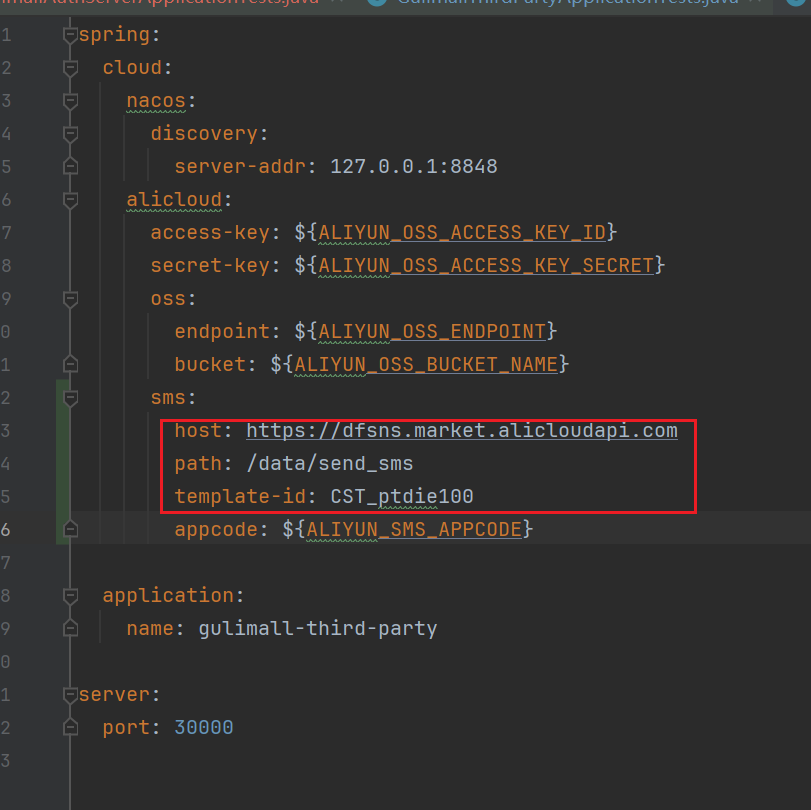 imallAuthserverApplicationTests.java GulimallThirdPartyApplicationTests.java
1 spring:
2 cloud:
3 nacos:
4 discovery:
5 server-addr: 127.0.0.1:8848
6 alicloud:
7 access-key: ${ALIYUN_OSS_ACCESS_KEY_ID}
8 secret-key: ${ALIYUN_OSS_ACCESS_KEY_SECRET}
9 oss:
0 endpoint: ${ALIYUN_OSS_ENDPOINT}
1 bucket: ${ALIYUN_OSS_BUCKET_NAME}
2 sms:
3 host: https://dfsns.market.alicloudapi.com
4 path: /data/send_sms
5 template-id: CST_ptdie100
6 appcode: ${ALIYUN_SMS_APPCODE}
7
8 application:
9 name: gulimall-third-party
0
1 server:
2 port: 30000
3